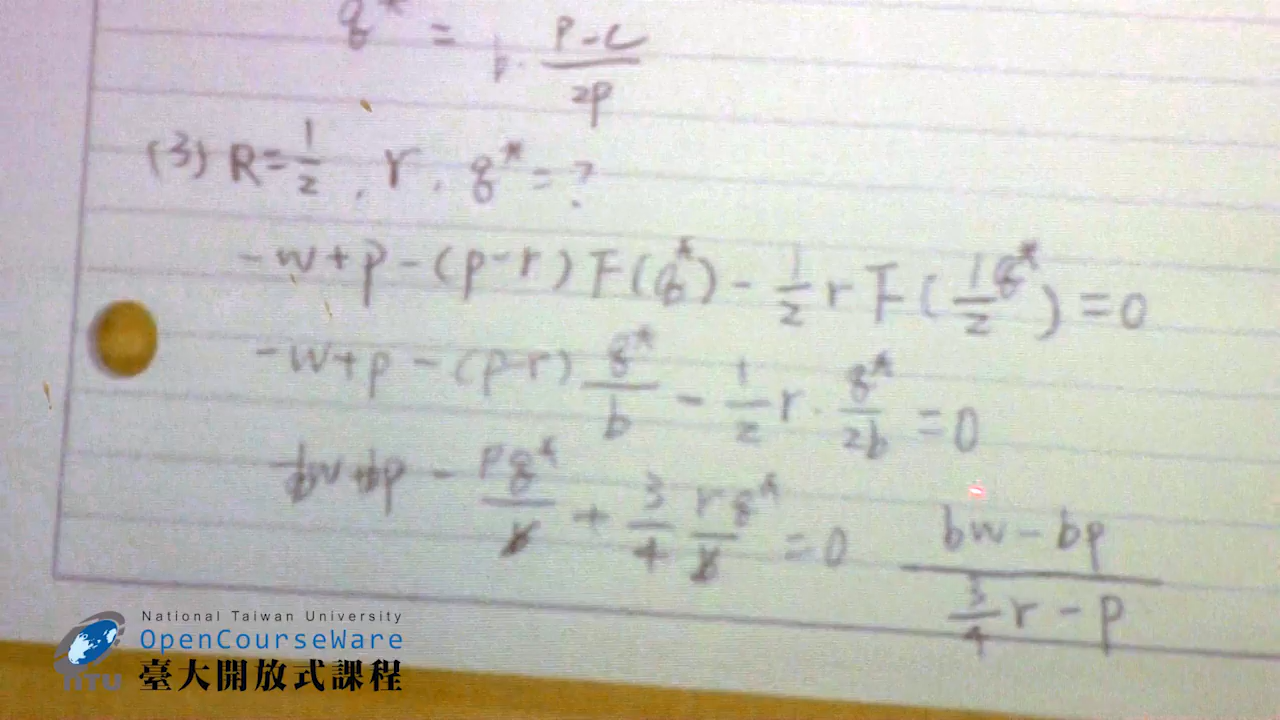 q* = b · (p-c)/2p
(3) R=1/2, r, q* = ?
-w+p-(p-r)F(q*) - 1/2 r F(1/2 q*) = 0
-w+p-(p-r) q*/b - 1/2 r · q*/2b = 0
-bw+bp - pq*/b + 3/4 rq*/b = 0
(bw-bp)/(3/4 r - p)
National Taiwan University
OpenCourseWare
NTU 臺大開放式課程